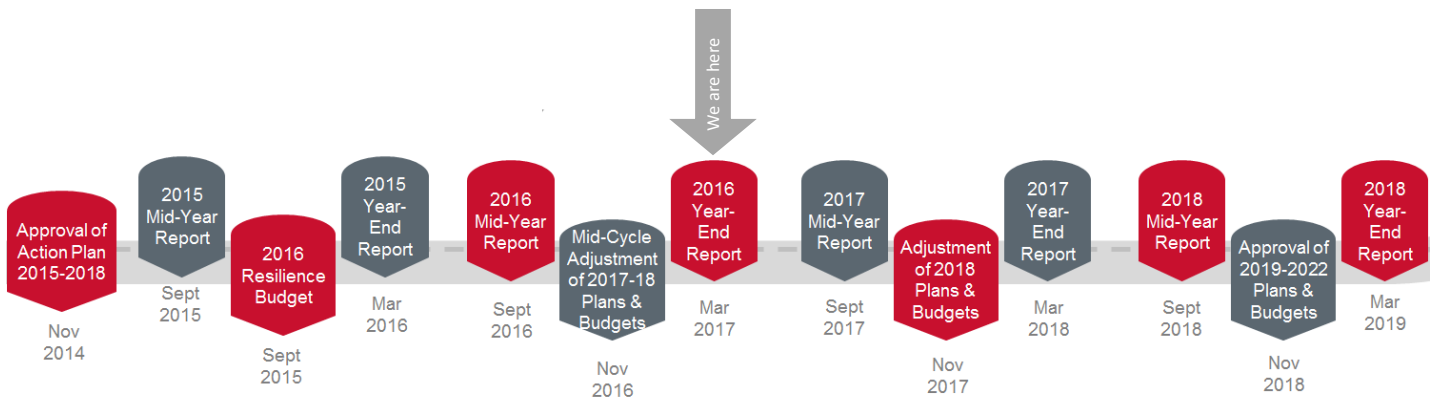 We are here
Approval of
Action Plan
2015-2018
Nov
2014
2015
Mid-Year
Report
Sept
2015
2016
Resilience
Budget
Sept
2015
2015
Year-
End
Report
Mar
2016
2016
Mid-Year
Report
Sept
2016
Mid-Cycle
Adjustment
of 2017-18
Plans &
Budgets
Nov
2016
2016
Year-
End
Report
Mar
2017
2017
Mid-Year
Report
Sept
2017
Adjustment
of 2018
Plans &
Budgets
Nov
2017
2017
Year-
End
Report
Mar
2018
2018
Mid-Year
Report
Sept
2018
Approval of
2019-2022
Plans &
Budgets
Nov
2018
2018
Year-
End
Report
Mar
2019